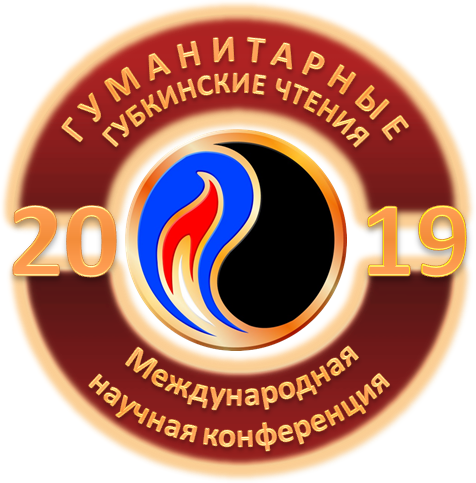 ГУМАНИТАРНЫЕ
ГУБКИНСКИЕ ЧТЕНИЯ
2019
Международная
научная конференция